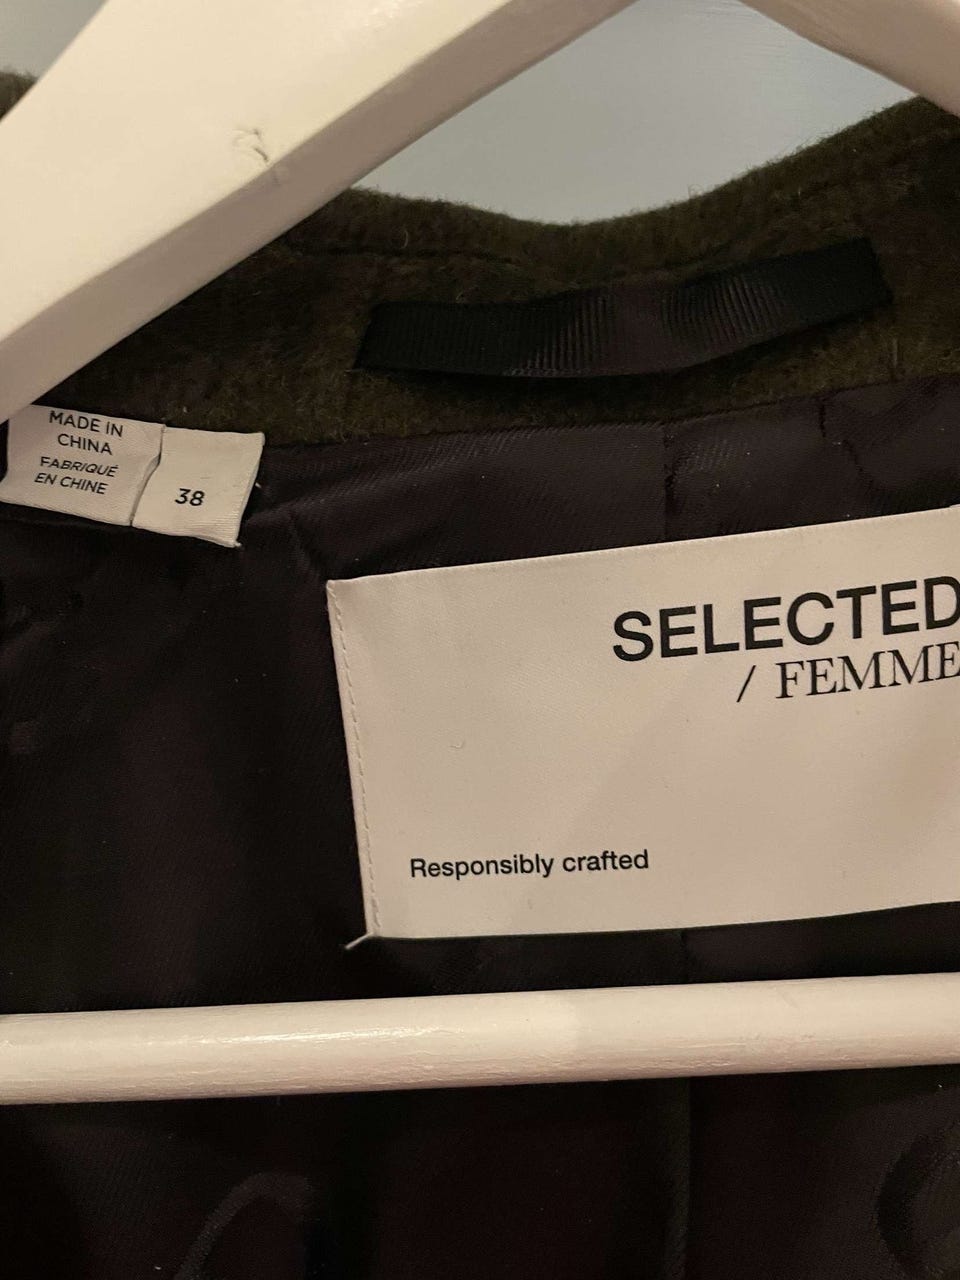 MADE IN
CHINA
FABRIQUÉ
EN CHINE
38
SELECTED
/ FEMME
Responsibly crafted